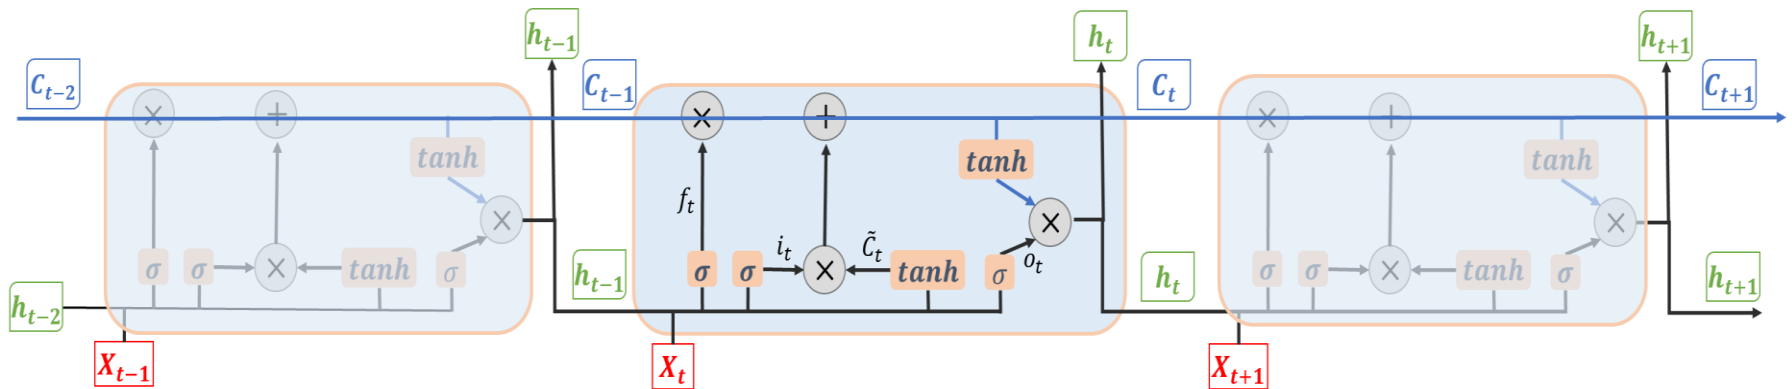 h_{t−1}
h_t
h_{t+1}
C_{t−2}
C_{t−1}
C_t
C_{t+1}
× +
× +
× +
tanh
tanh
tanh
f_t
×
×
×
σ σ × tanh σ
i_t C̃_t o_t
σ σ × tanh σ
σ σ × tanh σ
h_{t−2}
h_{t−1}
h_t
h_{t+1}
X_{t−1}
X_t
X_{t+1}